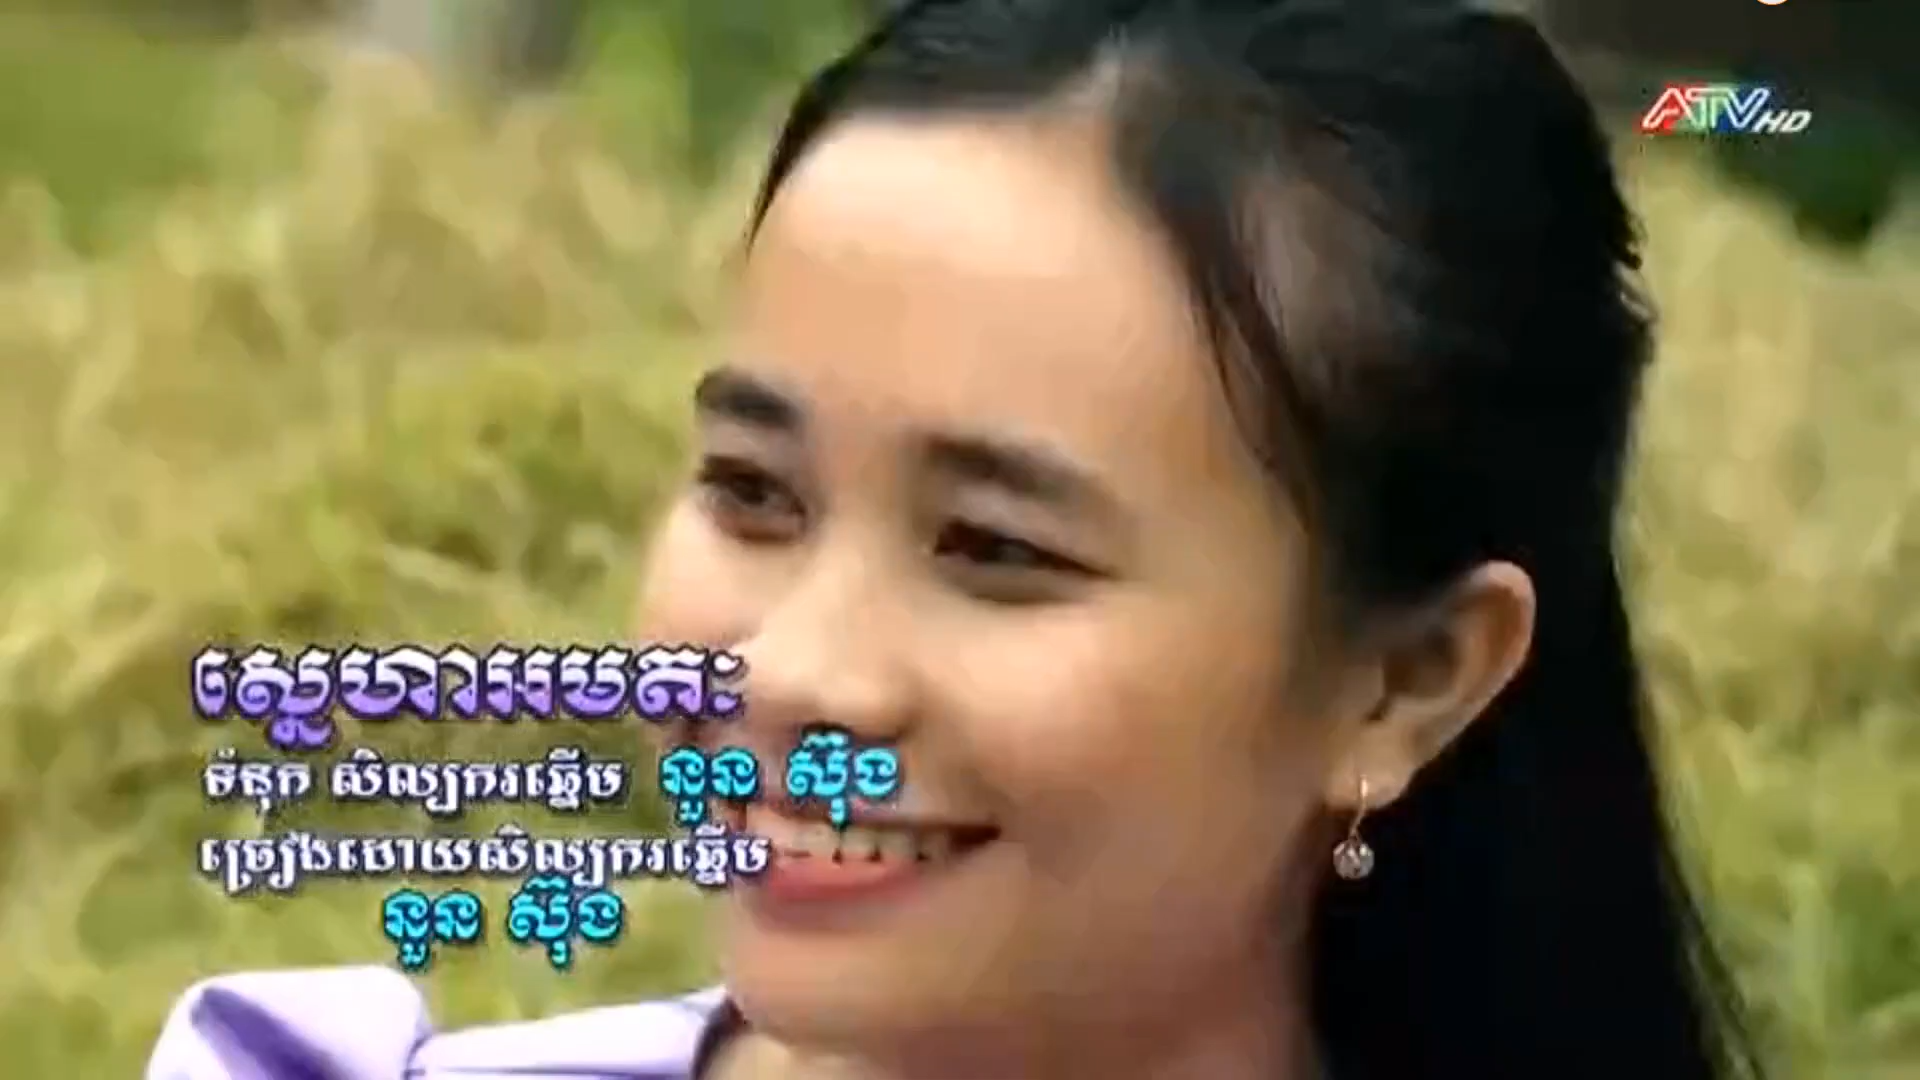 ATV HD
ស្នេហាអមតៈ
ទំនុក សិល្បករឆ្នើម នួន ស៊ុង
ច្រៀងដោយសិល្បករឆ្នើម
នួន ស៊ុង